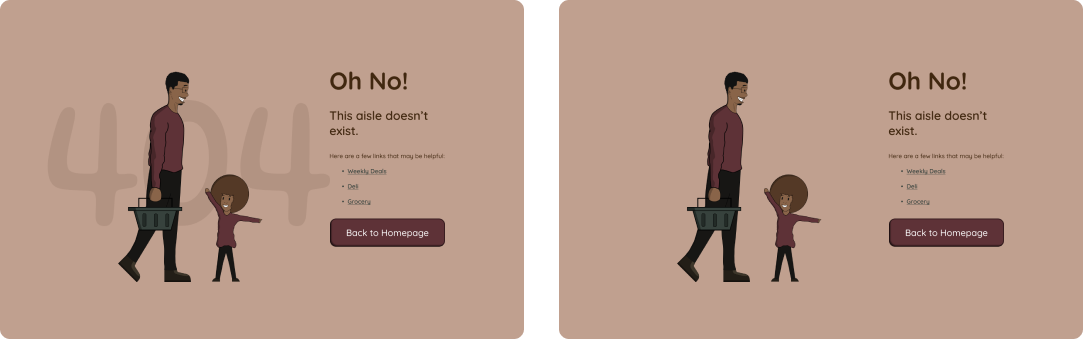 404
Oh No!
This aisle doesn't
exist.
Here are a few links that may be helpful:
• Weekly Deals
• Deli
• Grocery
Back to Homepage
Oh No!
This aisle doesn't
exist.
Here are a few links that may be helpful:
• Weekly Deals
• Deli
• Grocery
Back to Homepage